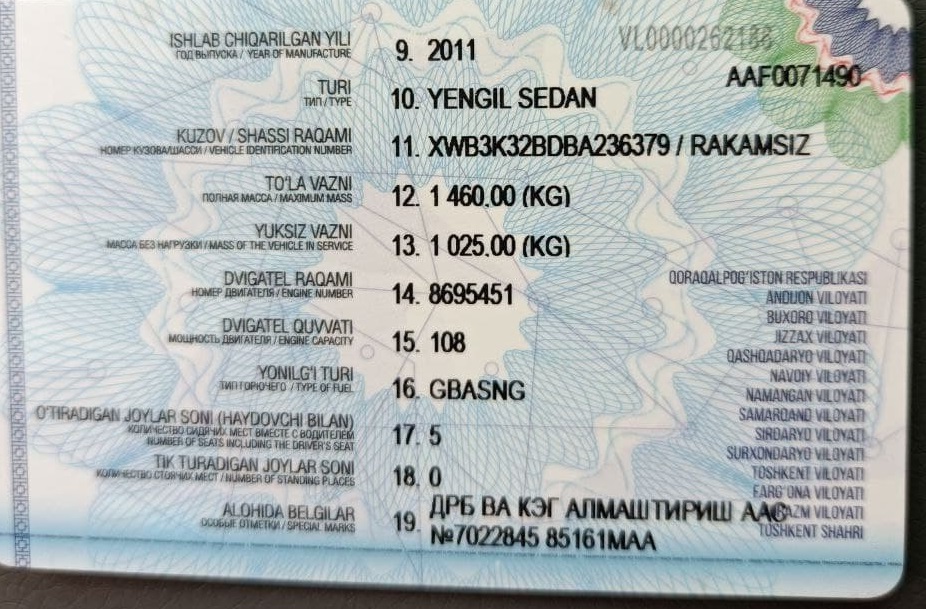 VL0000262188
AAF0071490
ISHLAB CHIQARILGAN YILI
ГОД ВЫПУСКА / YEAR OF MANUFACTURE
9. 2011
TURI
ТИП / TYPE
10. YENGIL SEDAN
KUZOV / SHASSI RAQAMI
НОМЕР КУЗОВА/ШАССИ / VEHICLE IDENTIFICATION NUMBER
11. XWB3K32BDBA236379 / RAKAMSIZ
TO'LA VAZNI
ПОЛНАЯ МАССА / MAXIMUM MASS
12. 1 460.00 (KG)
YUKSIZ VAZNI
МАССА БЕЗ НАГРУЗКИ / MASS OF THE VEHICLE IN SERVICE
13. 1 025.00 (KG)
DVIGATEL RAQAMI
НОМЕР ДВИГАТЕЛЯ / ENGINE NUMBER
14. 8695451
DVIGATEL QUVVATI
МОЩНОСТЬ ДВИГАТЕЛЯ / ENGINE CAPACITY
15. 108
YONILG'I TURI
ТИП ГОРЮЧЕГО / TYPE OF FUEL
16. GBASNG
O'TIRADIGAN JOYLAR SONI (HAYDOVCHI BILAN)
КОЛИЧЕСТВО СИДЯЧИХ МЕСТ ВМЕСТЕ С ВОДИТЕЛЕМ
NUMBER OF SEATS INCLUDING THE DRIVER'S SEAT
17. 5
TIK TURADIGAN JOYLAR SONI
КОЛИЧЕСТВО СТОЯЧИХ МЕСТ / NUMBER OF STANDING PLACES
18. 0
ALOHIDA BELGILAR
ОСОБЫЕ ОТМЕТКИ / SPECIAL MARKS
19. ДРБ ВА КЭГ АЛМАШТИРИШ ААС
№7022845 85161МАА
QORAQALPOG'ISTON RESPUBLIKASI
ANDIJON VILOYATI
BUXORO VILOYATI
JIZZAX VILOYATI
QASHQADARYO VILOYATI
NAVOIY VILOYATI
NAMANGAN VILOYATI
SAMARQAND VILOYATI
SIRDARYO VILOYATI
SURXONDARYO VILOYATI
TOSHKENT VILOYATI
FARG'ONA VILOYATI
VILOYATI
TOSHKENT SHAHRI